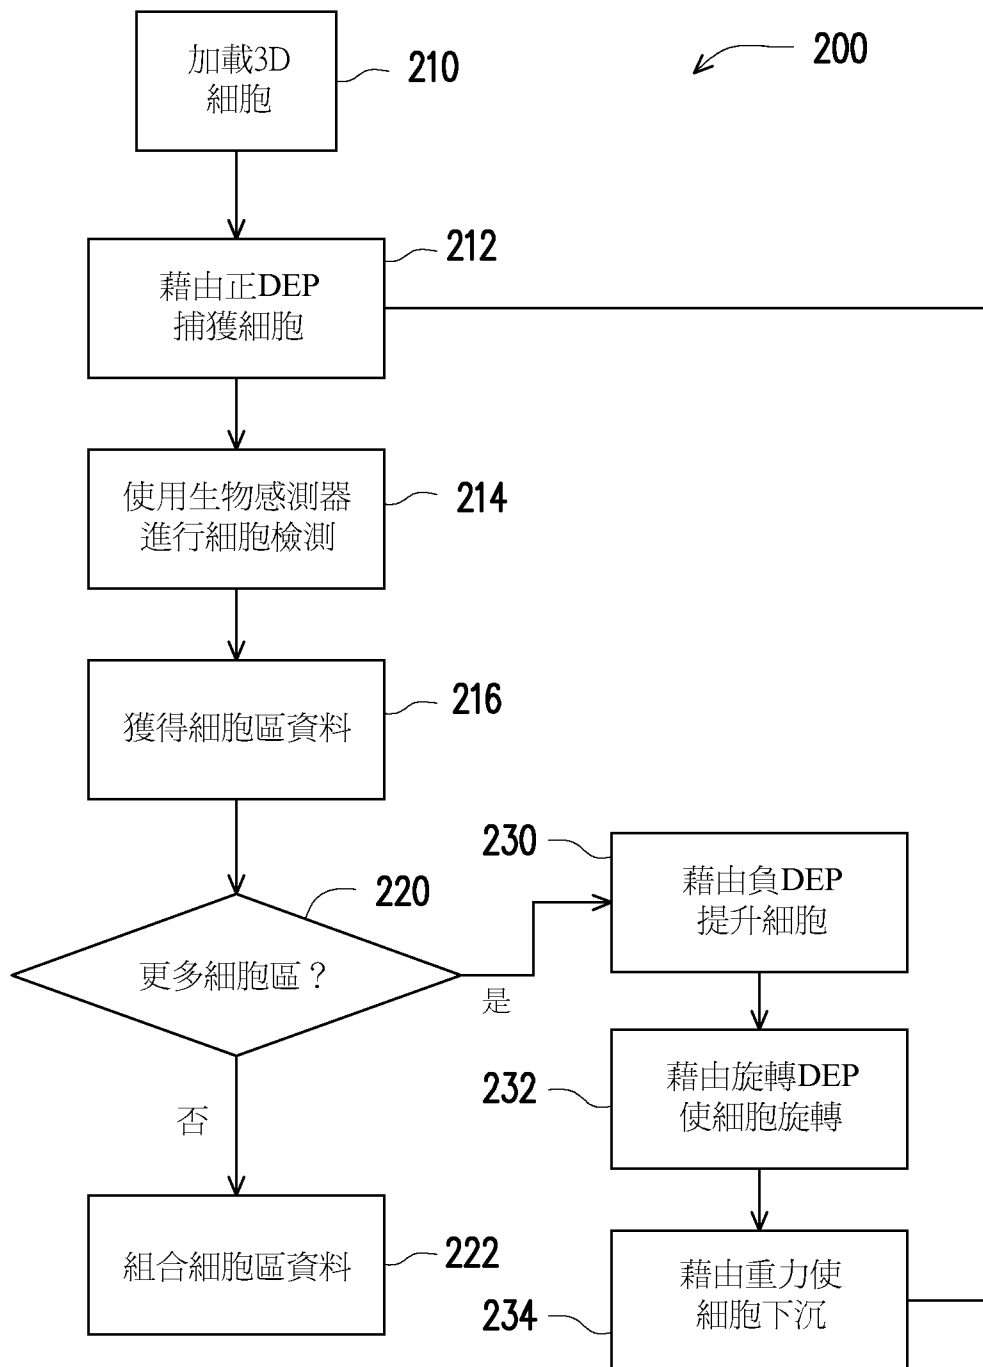 加載3D
細胞
210
200
藉由正DEP
捕獲細胞
212
使用生物感測器
進行細胞檢測
214
獲得細胞區資料
216
更多細胞區？
220
是
否
組合細胞區資料
222
230
藉由負DEP
提升細胞
232
藉由旋轉DEP
使細胞旋轉
234
藉由重力使
細胞下沉